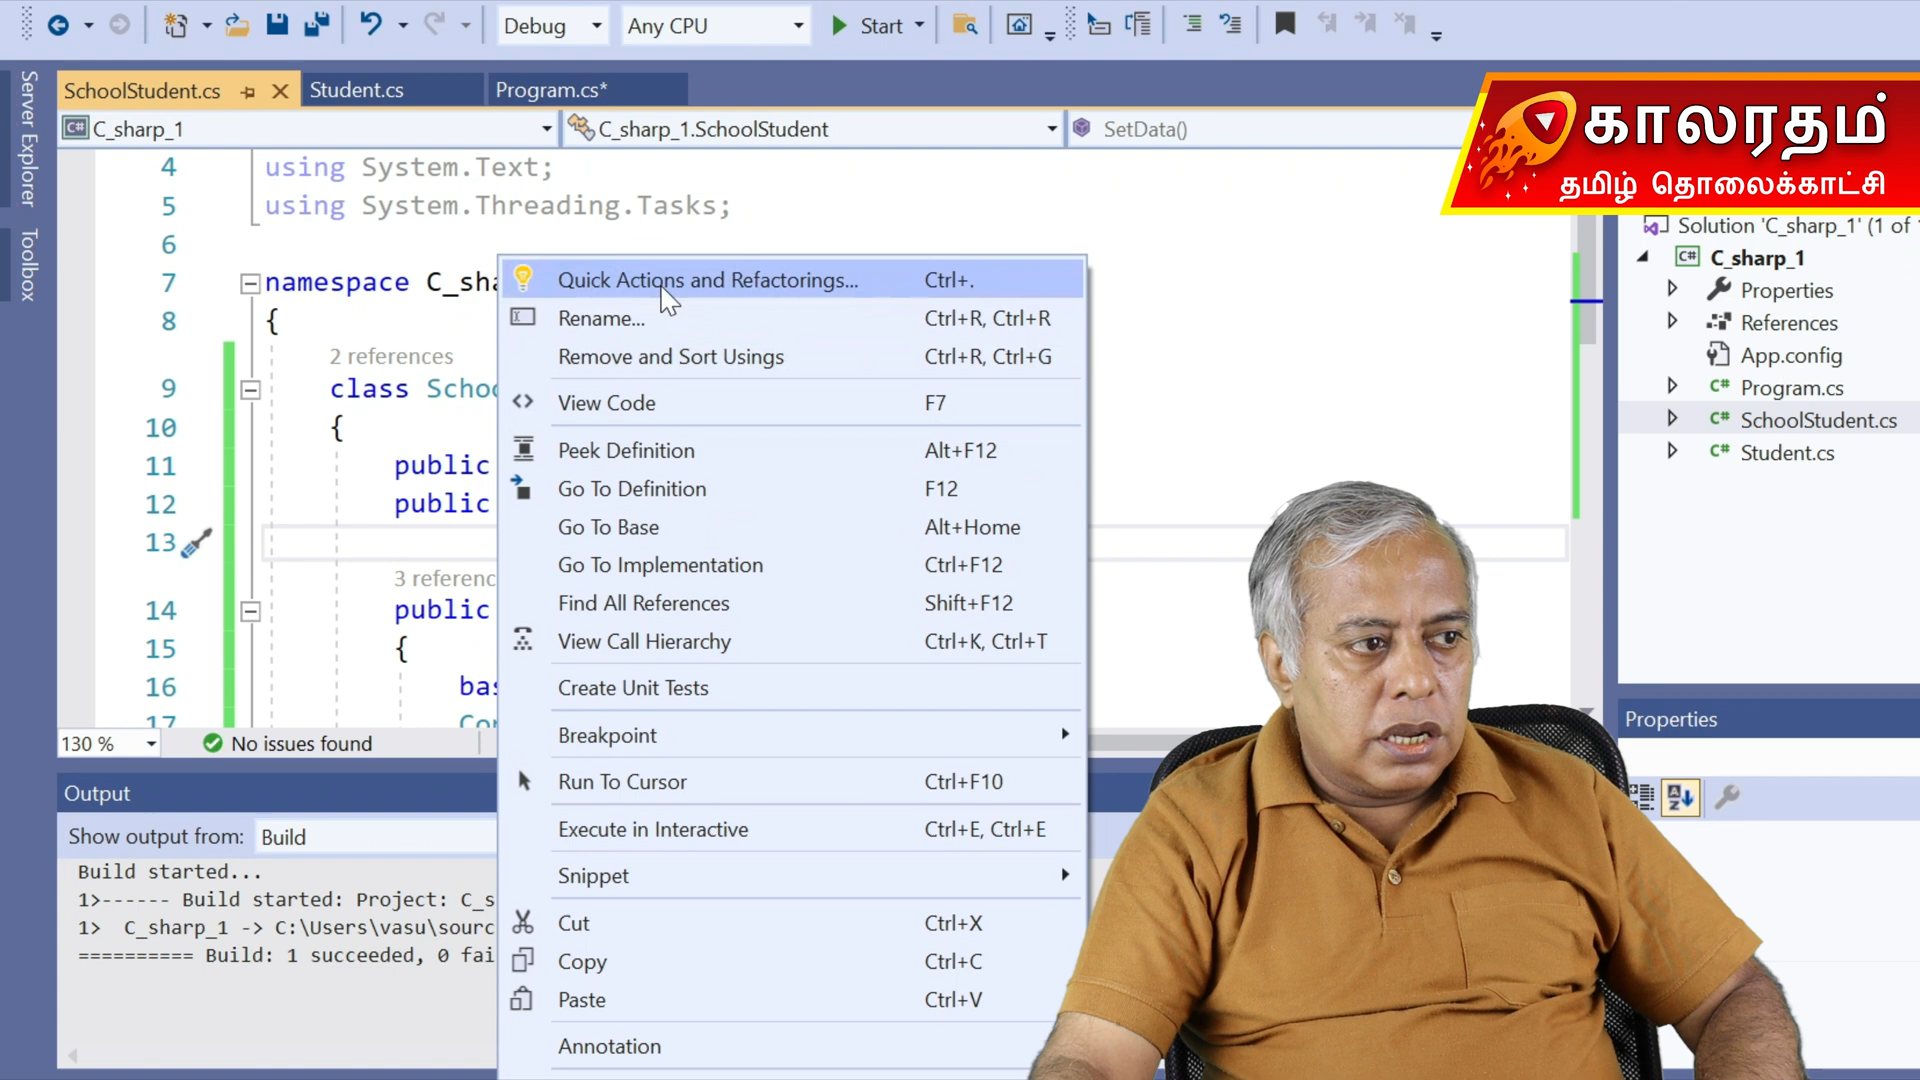 Debug
Any CPU
Start
SchoolStudent.cs
Student.cs
Program.cs*
C_sharp_1
C_sharp_1.SchoolStudent
SetData()
காலரதம்
தமிழ் தொலைக்காட்சி
Server Explorer
Toolbox
4 using System.Text;
5 using System.Threading.Tasks;
6
7 namespace C_sha
8 {
2 references
9 class Schoo
10 {
11 public
12 public
13
3 referenc
14 public
15 {
16 bas
17 Con
Quick Actions and Refactorings... Ctrl+.
Rename... Ctrl+R, Ctrl+R
Remove and Sort Usings Ctrl+R, Ctrl+G
View Code F7
Peek Definition Alt+F12
Go To Definition F12
Go To Base Alt+Home
Go To Implementation Ctrl+F12
Find All References Shift+F12
View Call Hierarchy Ctrl+K, Ctrl+T
Create Unit Tests
Breakpoint
Run To Cursor Ctrl+F10
Execute in Interactive Ctrl+E, Ctrl+E
Snippet
Cut Ctrl+X
Copy Ctrl+C
Paste Ctrl+V
Annotation
Solution 'C_sharp_1' (1 of
C_sharp_1
Properties
References
App.config
Program.cs
SchoolStudent.cs
Student.cs
Properties
130 %
No issues found
Output
Show output from: Build
Build started...
1>------ Build started: Project: C_s
1> C_sharp_1 -> C:\Users\vasu\sourc
========== Build: 1 succeeded, 0 fai